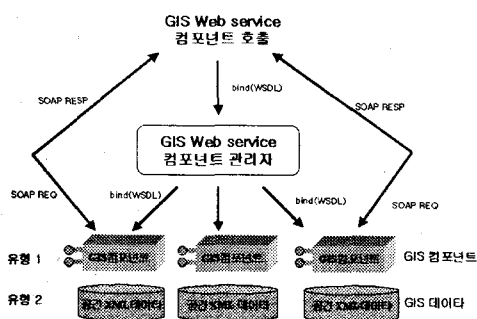 GIS Web service
컴포넌트 호출
bind(WSDL)
SOAP RESP
SOAP RESP
GIS Web service
컴포넌트 관리자
SOAP REQ
bind(WSDL)
bind(WSDL)
SOAP REQ
유형 1
GIS컴포넌트
GIS컴포넌트
GIS컴포넌트
GIS 컴포넌트
유형 2
공간 XML데이타
공간 XML데이타
공간 XML데이타
GIS 데이타